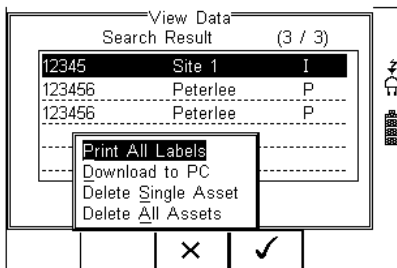 View Data
Search Result (3 / 3)
12345 Site 1 I
123456 Peterlee P
123456 Peterlee P
Print All Labels
Download to PC
Delete Single Asset
Delete All Assets